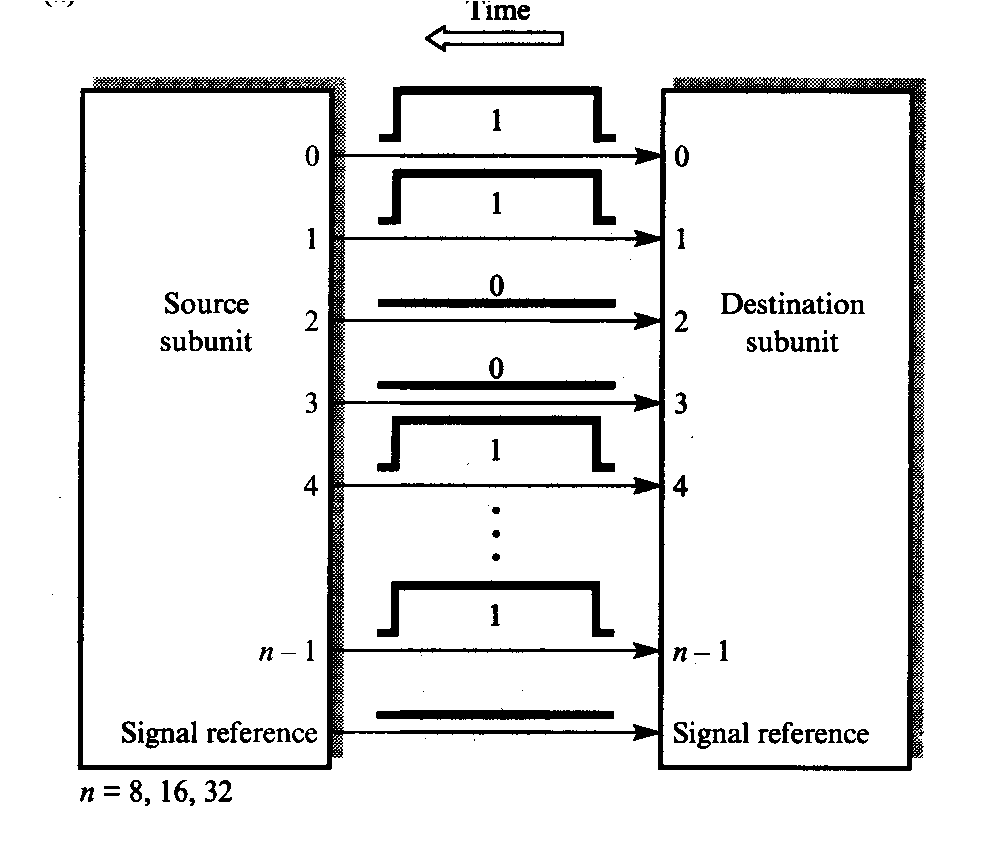 Time
1
0 0
1
1 1
0
Source Destination
subunit subunit
2 2
0
3 3
1
4 4
1
n – 1 n – 1
Signal reference Signal reference
n = 8, 16, 32